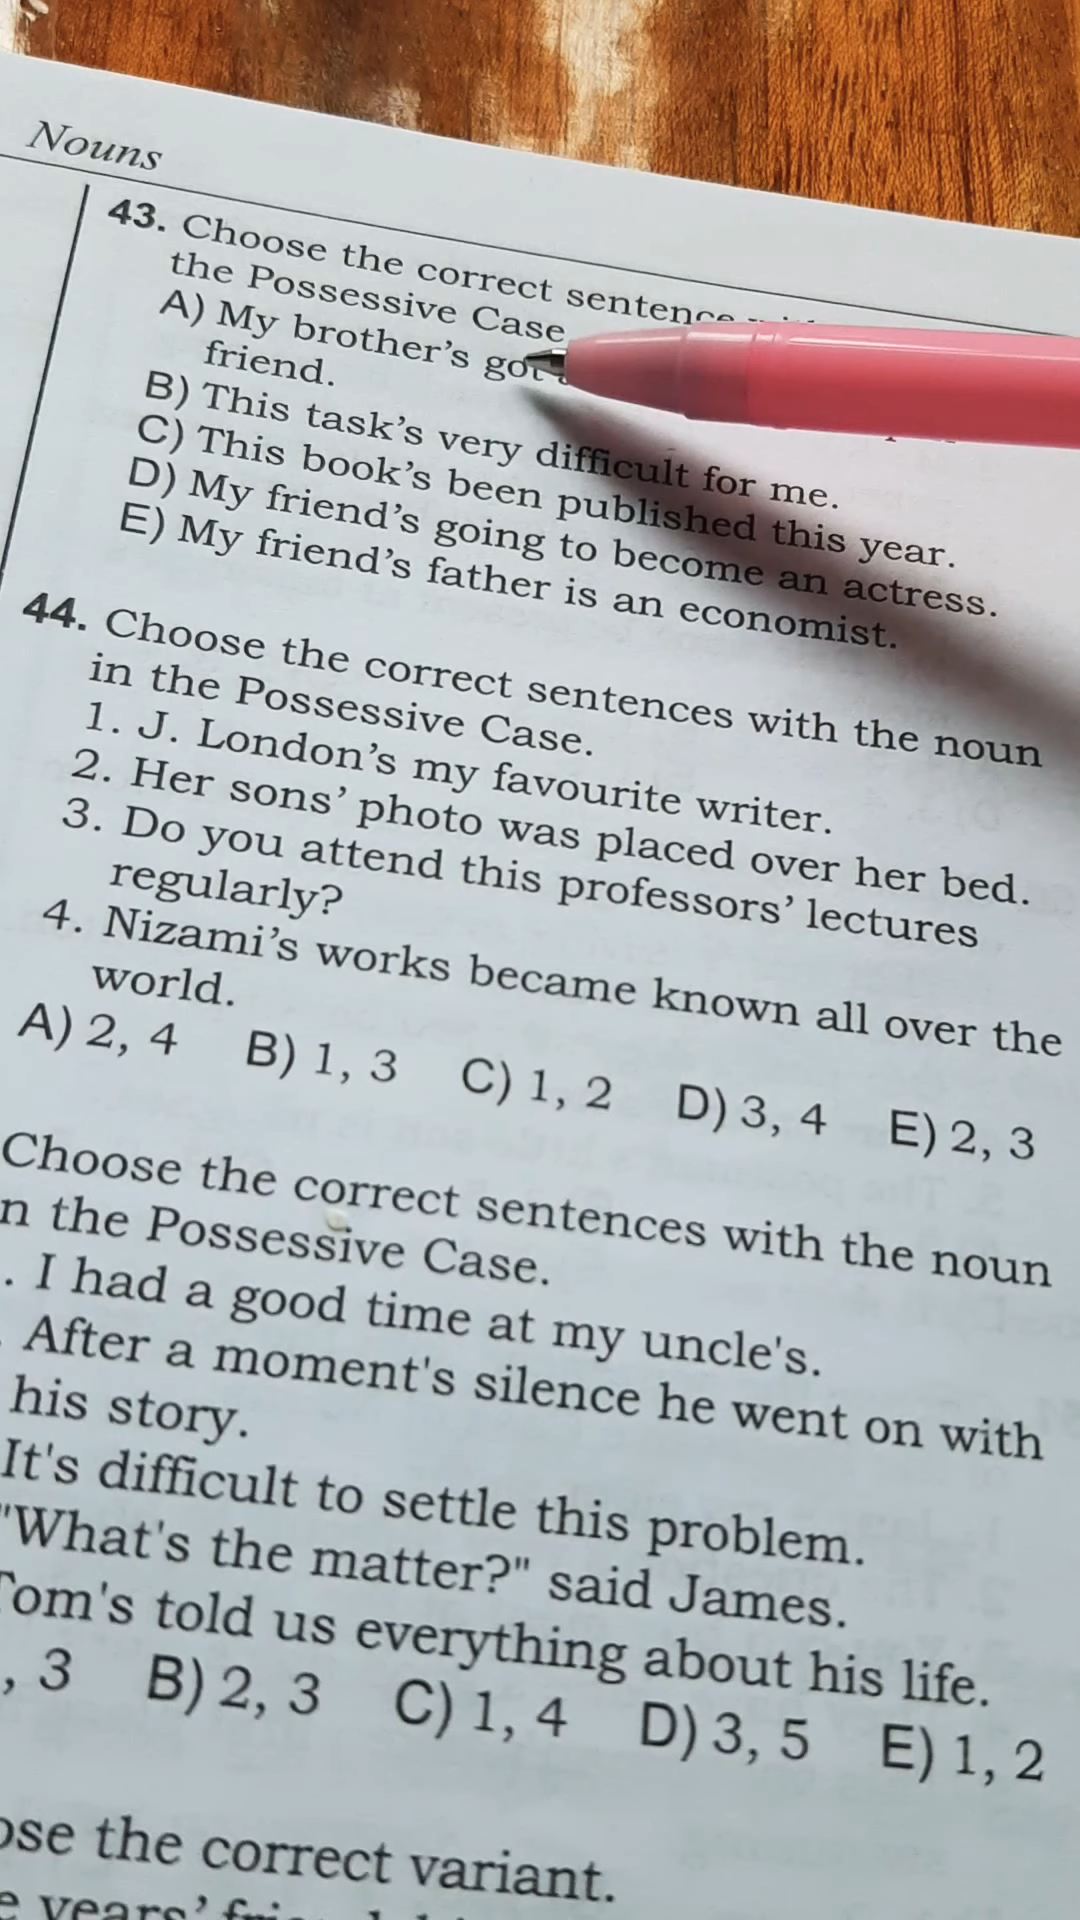 Nouns
43. Choose the correct sentence
the Possessive Case
A) My brother's got
friend.
B) This task's very difficult for me.
C) This book's been published this year.
D) My friend's going to become an actress.
E) My friend's father is an economist.
44. Choose the correct sentences with the noun
in the Possessive Case.
1. J. London's my favourite writer.
2. Her sons' photo was placed over her bed.
3. Do you attend this professors' lectures
regularly?
4. Nizami's works became known all over the
world.
A) 2, 4 B) 1, 3 C) 1, 2 D) 3, 4 E) 2, 3
Choose the correct sentences with the noun
n the Possessive Case.
. I had a good time at my uncle's.
After a moment's silence he went on with
his story.
It's difficult to settle this problem.
"What's the matter?" said James.
Tom's told us everything about his life.
, 3 B) 2, 3 C) 1, 4 D) 3, 5 E) 1, 2
ose the correct variant.
e years'